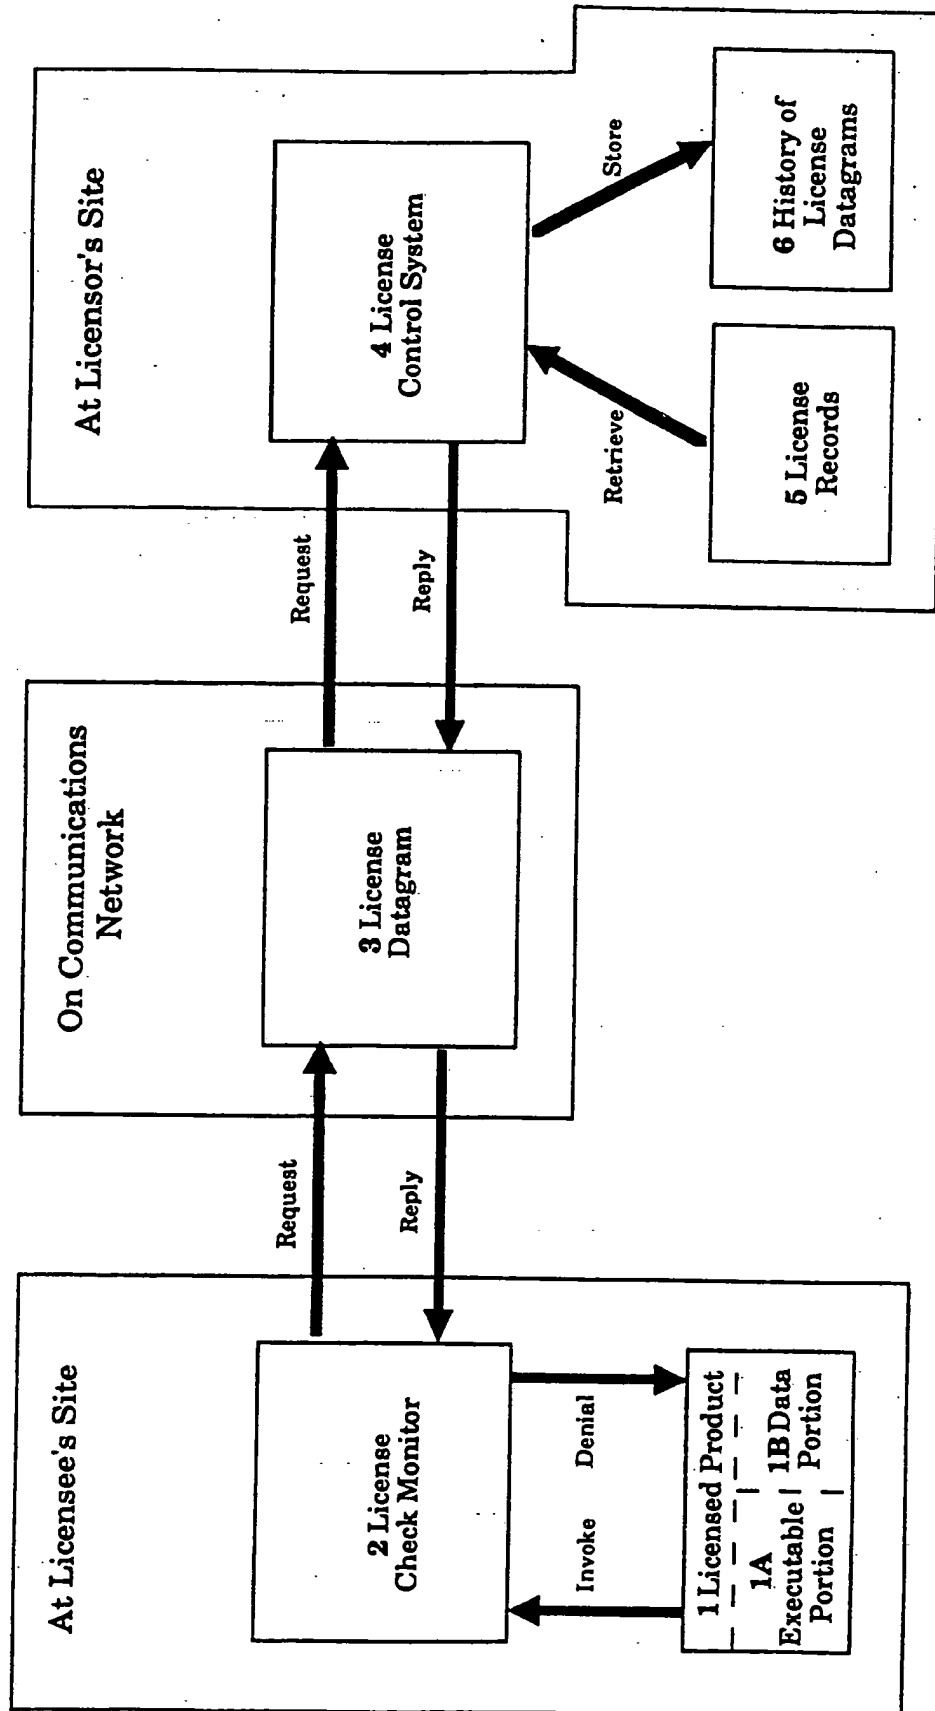 At Licensee's Site
2 License
Check Monitor
Invoke
Denial
1 Licensed Product
1A
Executable
Portion
1B Data
Portion
Request
Reply
On Communications
Network
3 License
Datagram
Request
Reply
At Licensor's Site
4 License
Control System
Retrieve
Store
5 License
Records
6 History of
License
Datagrams